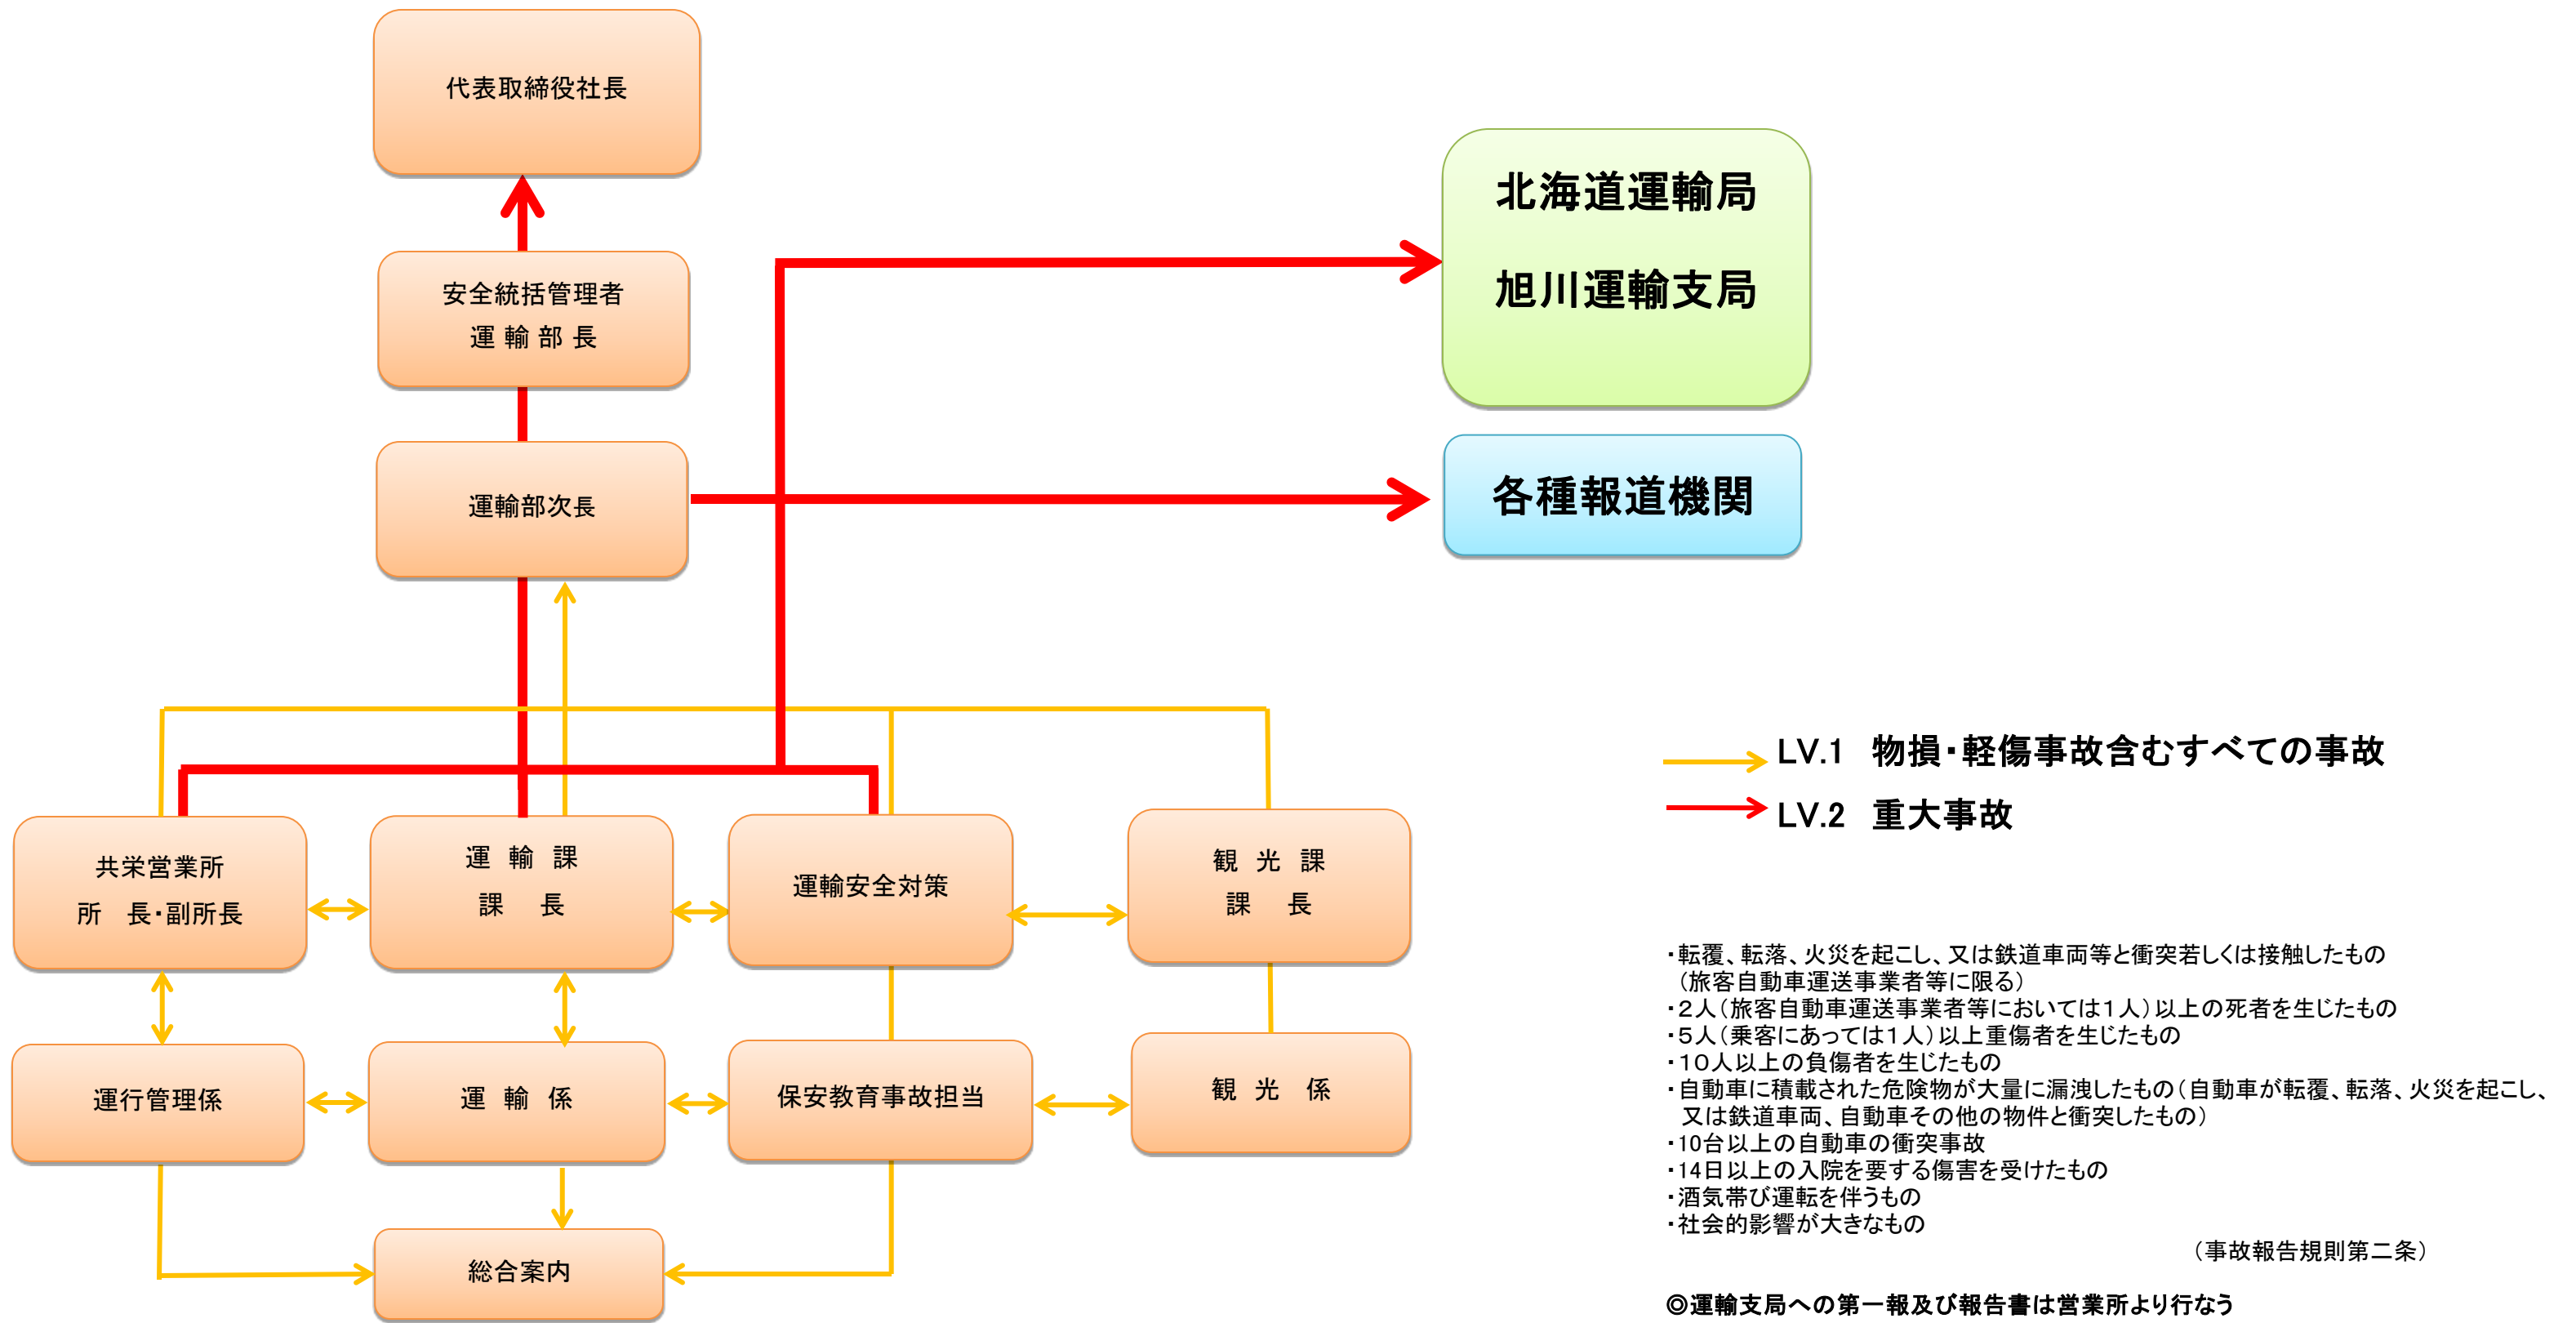 代表取締役社長
北海道運輸局
旭川運輸支局
安全統括管理者
運 輸 部 長
運輸部次長
各種報道機関
LV.1　物損・軽傷事故含むすべての事故
LV.2　重大事故
共栄営業所
所　長・副所長
運　輸　課
課　長
運輸安全対策
観　光　課
課　長
運行管理係
運　輸　係
保安教育事故担当
観　光　係
総合案内
・転覆、転落、火災を起こし、又は鉄道車両等と衝突若しくは接触したもの
（旅客自動車運送事業者等に限る）
・２人（旅客自動車運送事業者等においては１人）以上の死者を生じたもの
・５人（乗客にあっては１人）以上重傷者を生じたもの
・１０人以上の負傷者を生じたもの
・自動車に積載された危険物が大量に漏洩したもの（自動車が転覆、転落、火災を起こし、
又は鉄道車両、自動車その他の物件と衝突したもの）
・10台以上の自動車の衝突事故
・14日以上の入院を要する傷害を受けたもの
・酒気帯び運転を伴うもの
・社会的影響が大きなもの
（事故報告規則第二条）
◎運輸支局への第一報及び報告書は営業所より行なう